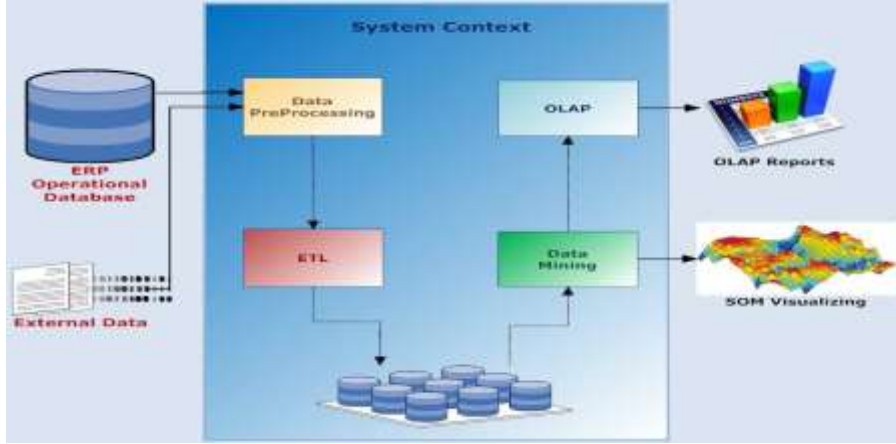 System Context
Data
PreProcessing
OLAP
ERP
Operational
Database
OLAP Reports
ETL
Data
Mining
External Data
SOM Visualizing